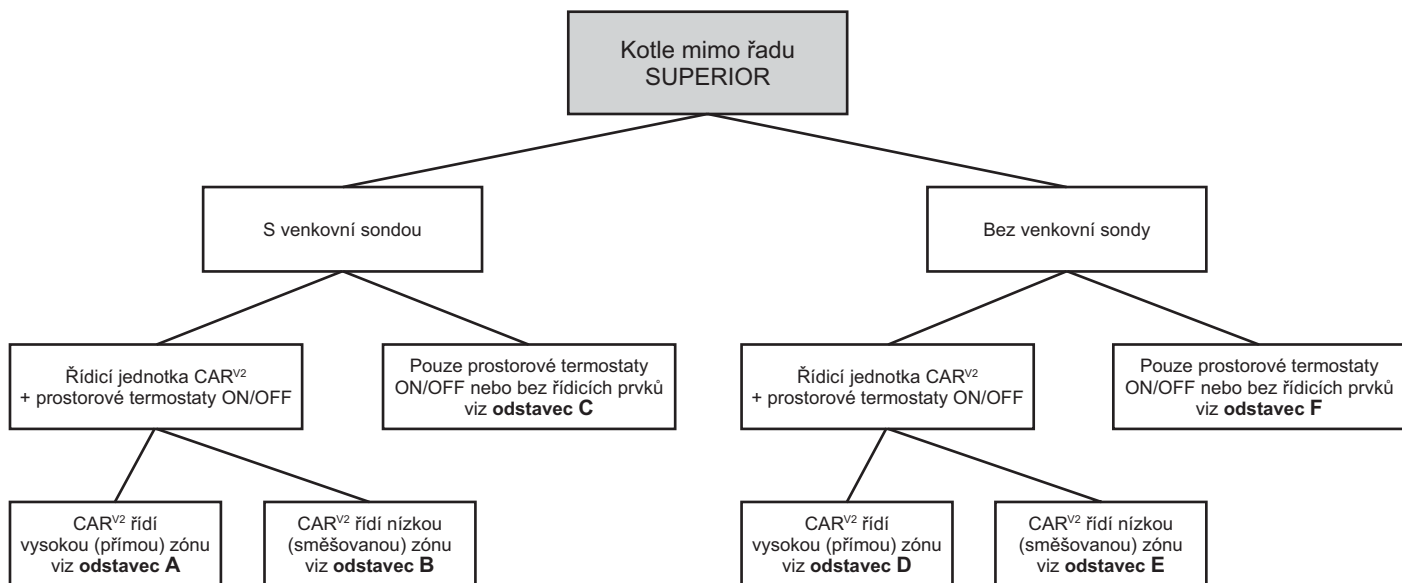 Kotle mimo řadu
SUPERIOR
S venkovní sondou
Bez venkovní sondy
Řídicí jednotka CARV2
+ prostorové termostaty ON/OFF
Pouze prostorové termostaty
ON/OFF nebo bez řídicích prvků
viz odstavec C
Řídicí jednotka CARV2
+ prostorové termostaty ON/OFF
Pouze prostorové termostaty
ON/OFF nebo bez řídicích prvků
viz odstavec F
CARV2 řídí
vysokou (přímou) zónu
viz odstavec A
CARV2 řídí nízkou
(směšovanou) zónu
viz odstavec B
CARV2 řídí
vysokou (přímou) zónu
viz odstavec D
CARV2 řídí nízkou
(směšovanou) zónu
viz odstavec E